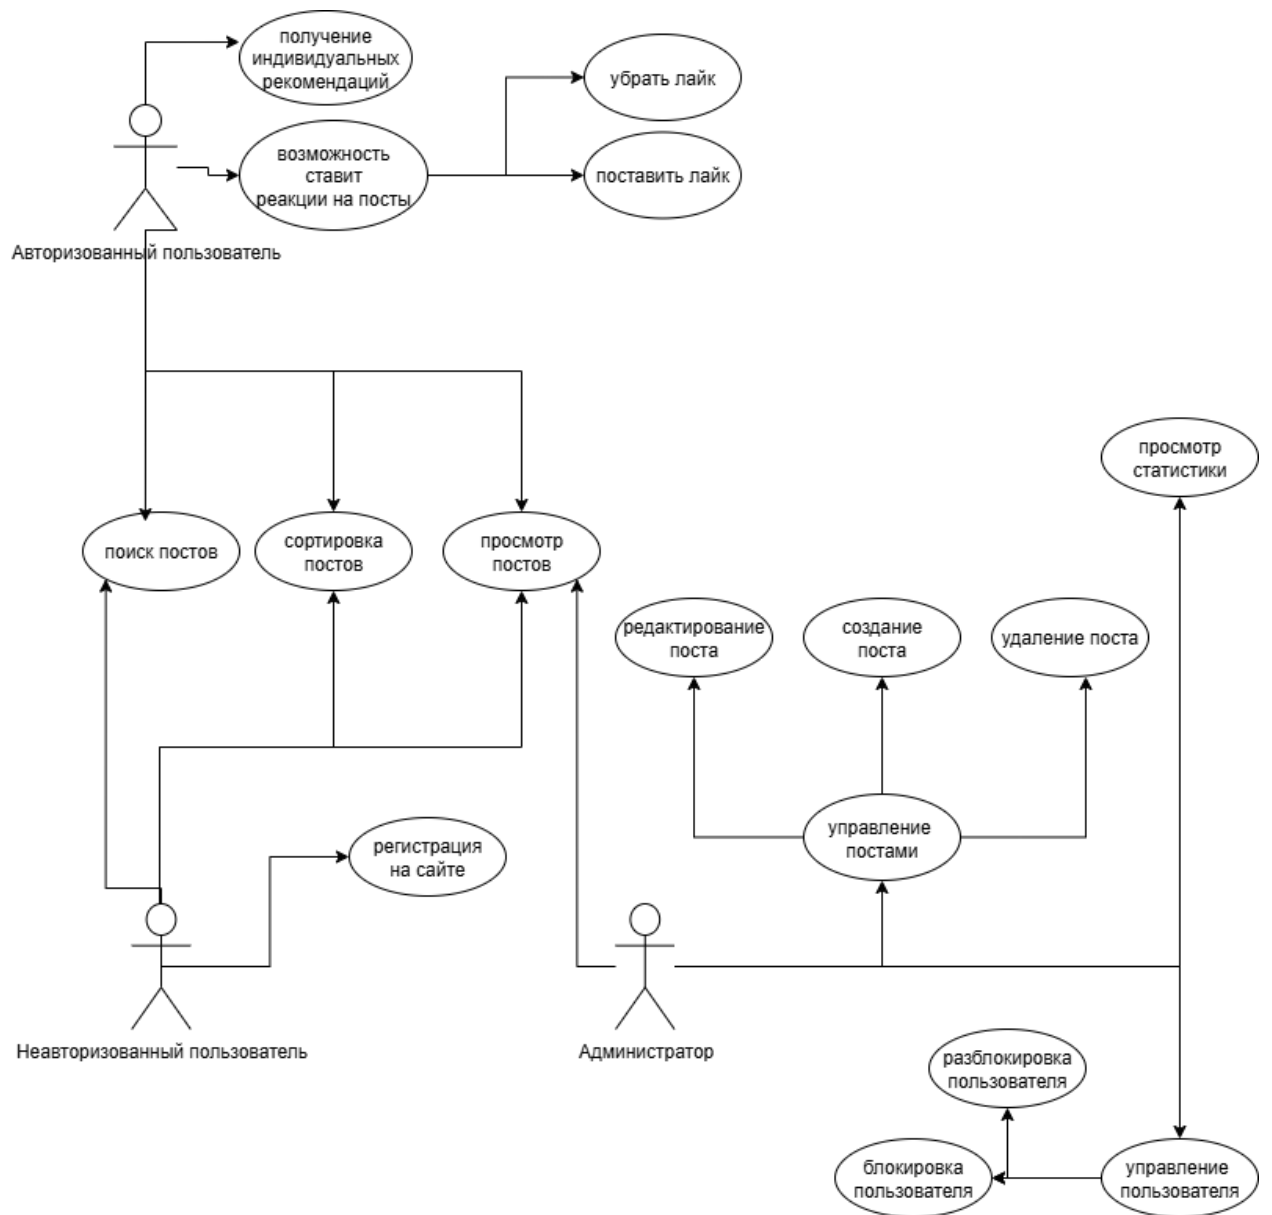 получение
индивидуальных
рекомендаций
убрать лайк
возможность
ставит
реакции на посты
поставить лайк
Авторизованный пользователь
просмотр
статистики
поиск постов
сортировка
постов
просмотр
постов
редактирование
поста
создание
поста
удаление поста
управление
постами
регистрация
на сайте
Неавторизованный пользователь
Администратор
разблокировка
пользователя
блокировка
пользователя
управление
пользователя